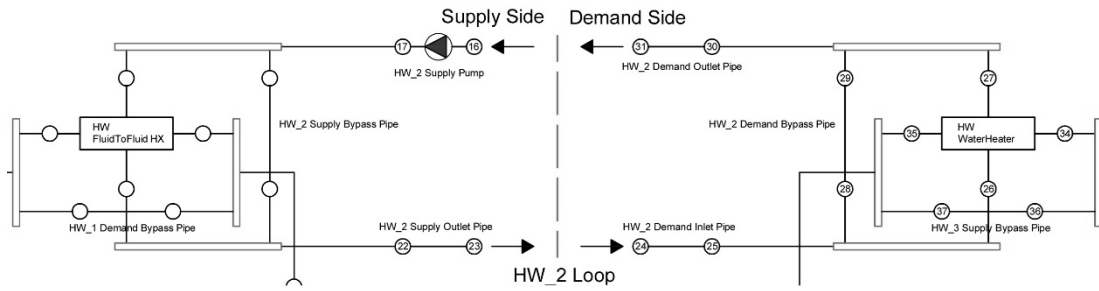 Supply Side
Demand Side
17
16
31
30
HW_2 Supply Pump
HW_2 Demand Outlet Pipe
29
27
HW
FluidToFluid HX
HW_2 Supply Bypass Pipe
HW_2 Demand Bypass Pipe
35
HW
WaterHeater
34
28
26
37
36
HW_1 Demand Bypass Pipe
HW_2 Supply Outlet Pipe
HW_2 Demand Inlet Pipe
HW_3 Supply Bypass Pipe
22
23
24
25
HW_2 Loop